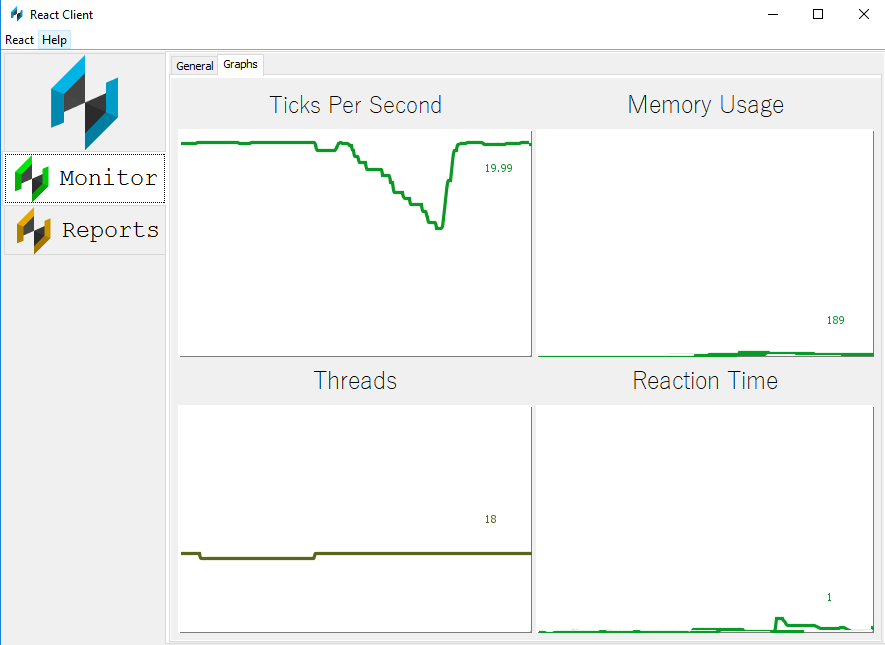 React Client
React Help
General Graphs
Monitor
Reports
Ticks Per Second
19.99
Memory Usage
189
Threads
18
Reaction Time
1